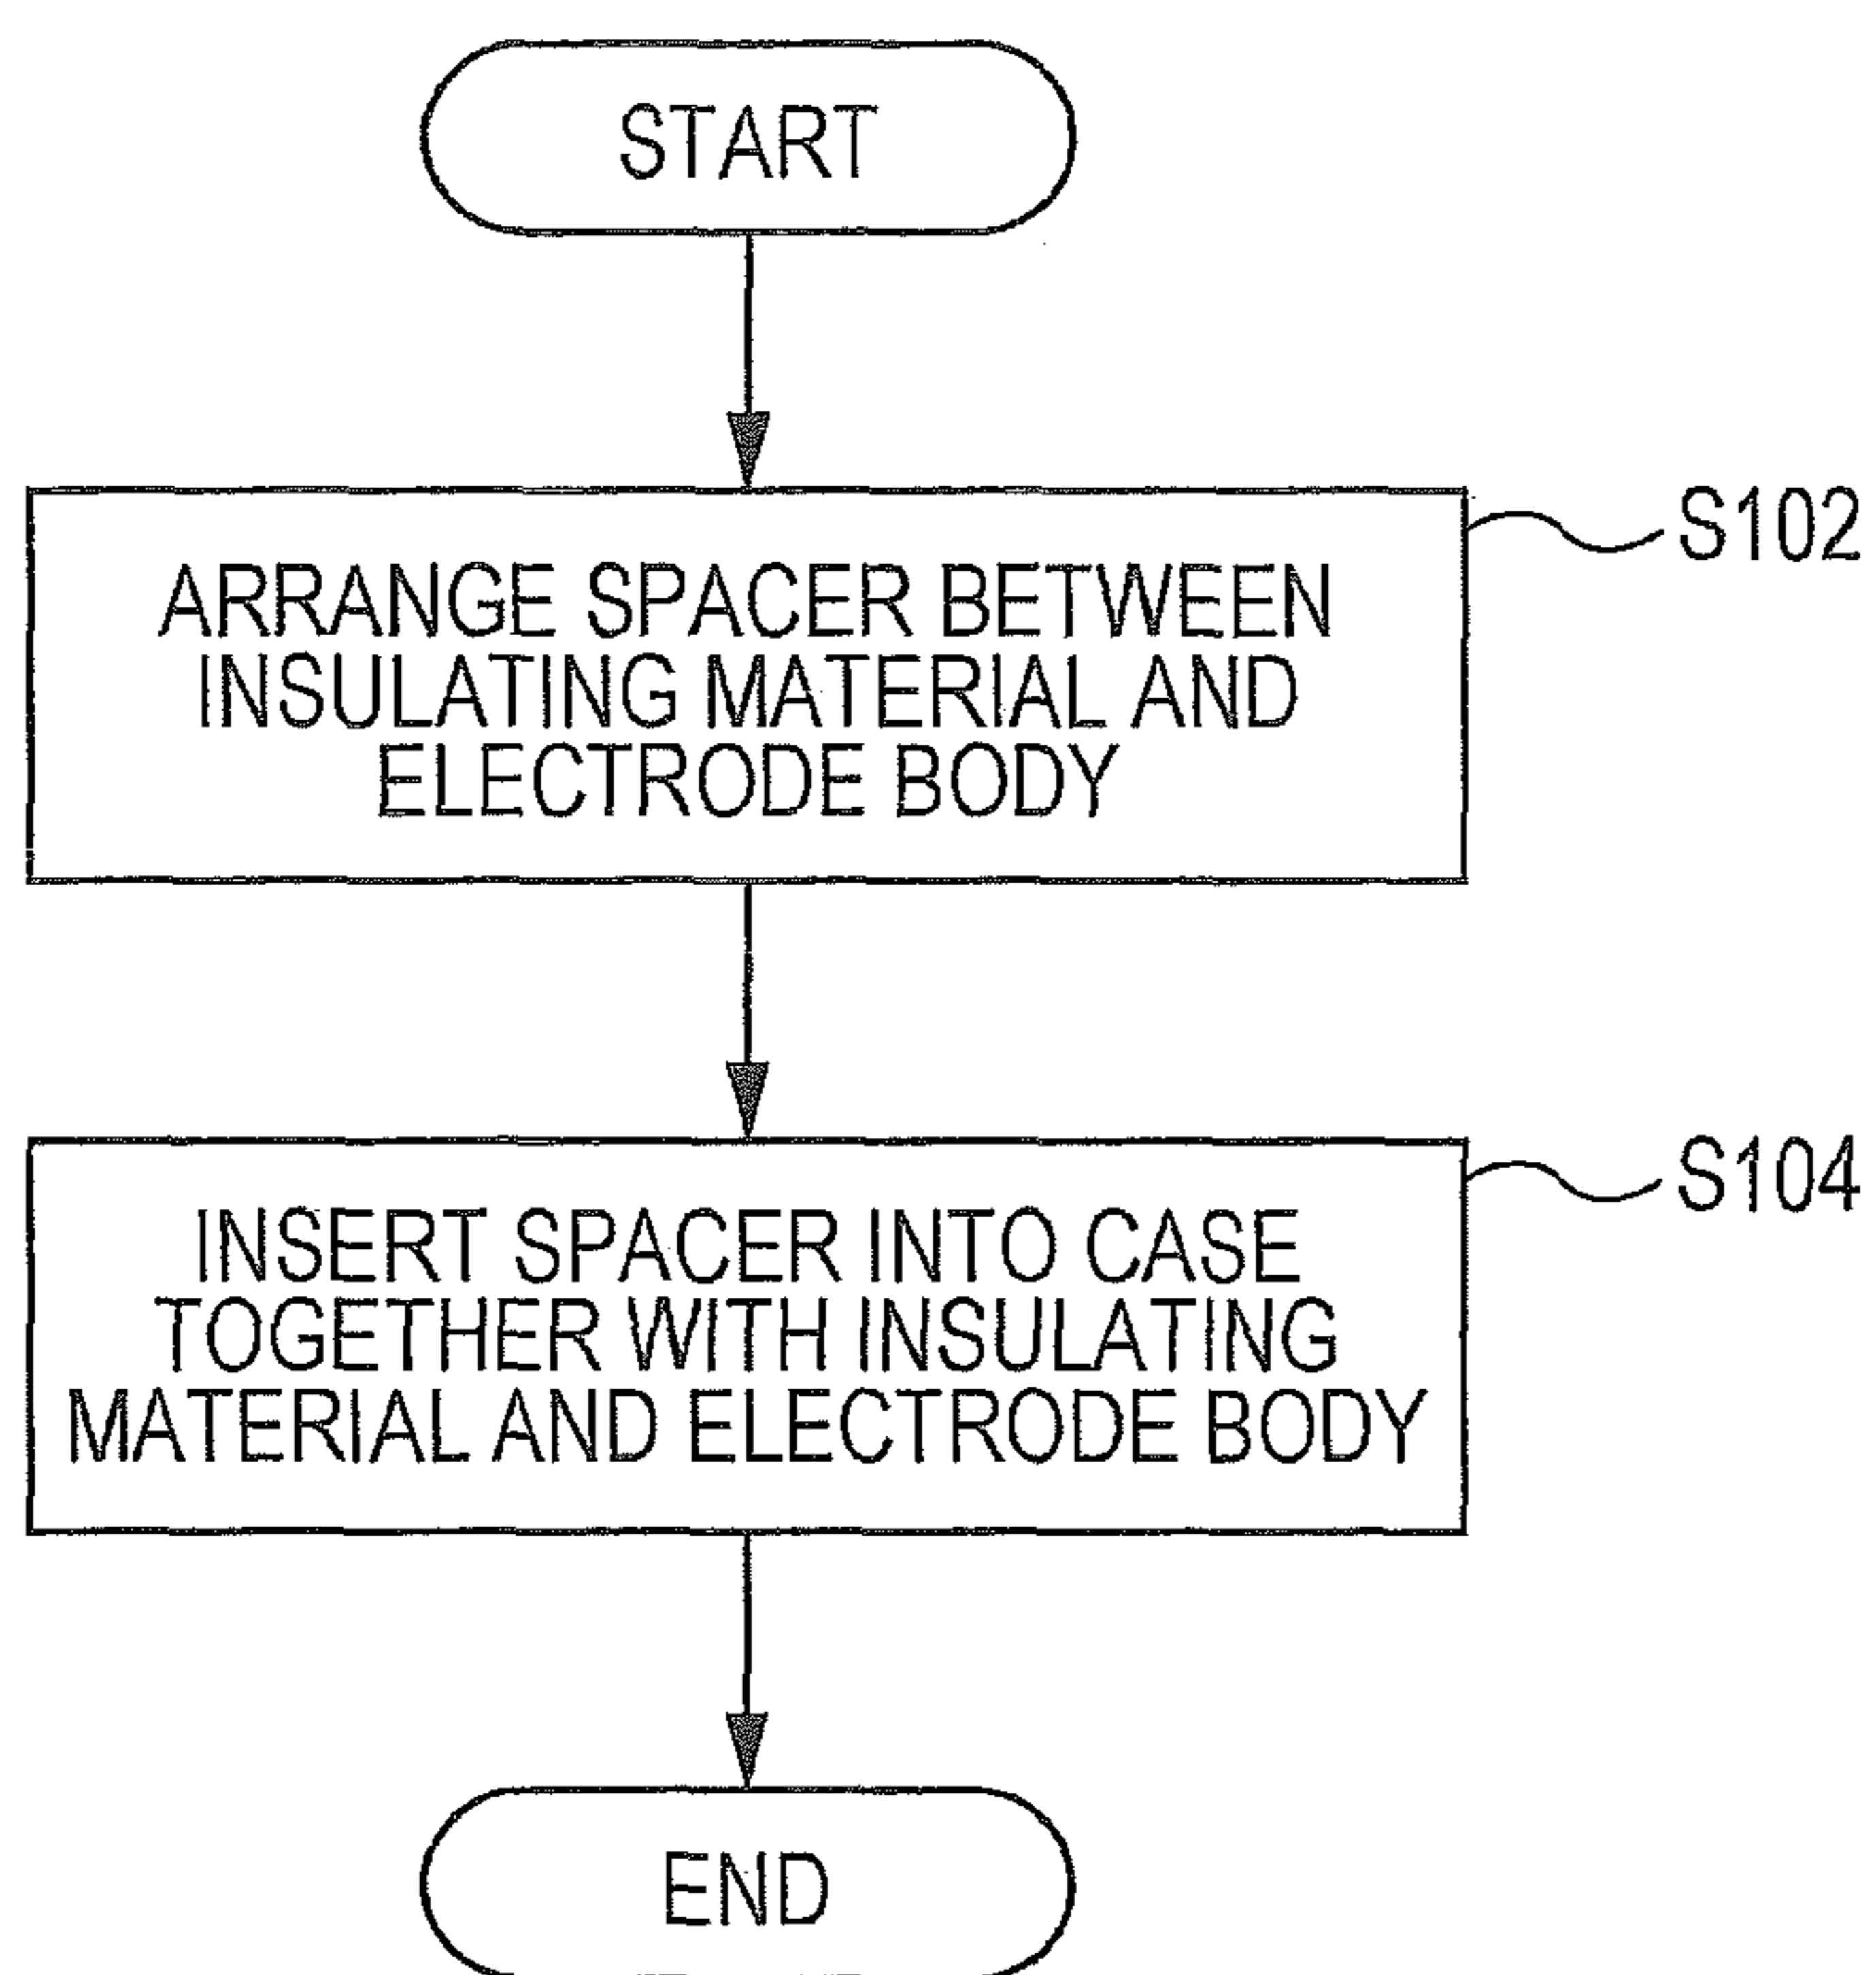 START
S102
ARRANGE SPACER BETWEEN
INSULATING MATERIAL AND
ELECTRODE BODY
S104
INSERT SPACER INTO CASE
TOGETHER WITH INSULATING
MATERIAL AND ELECTRODE BODY
END